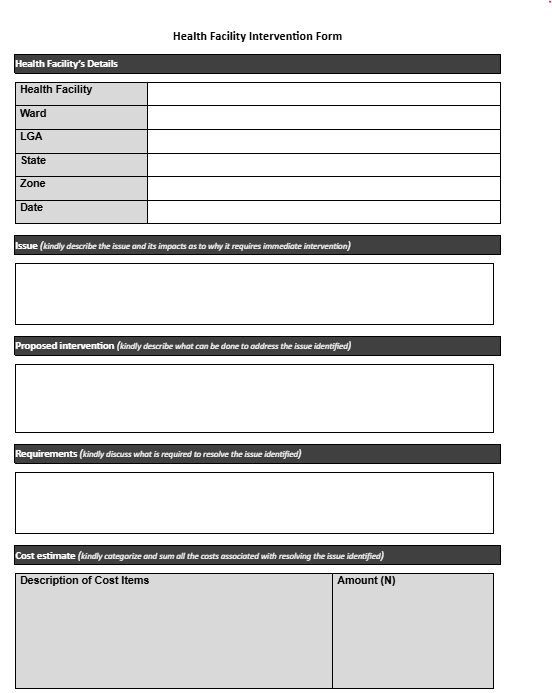 Health Facility Intervention Form
Health Facility's Details
Health Facility
Ward
LGA
State
Zone
Date
Issue (kindly describe the issue and its impacts as to why it requires immediate intervention)
Proposed intervention (kindly describe what can be done to address the issue identified)
Requirements (kindly discuss what is required to resolve the issue identified)
Cost estimate (kindly categorize and sum all the costs associated with resolving the issue identified)
Description of Cost Items Amount (N)